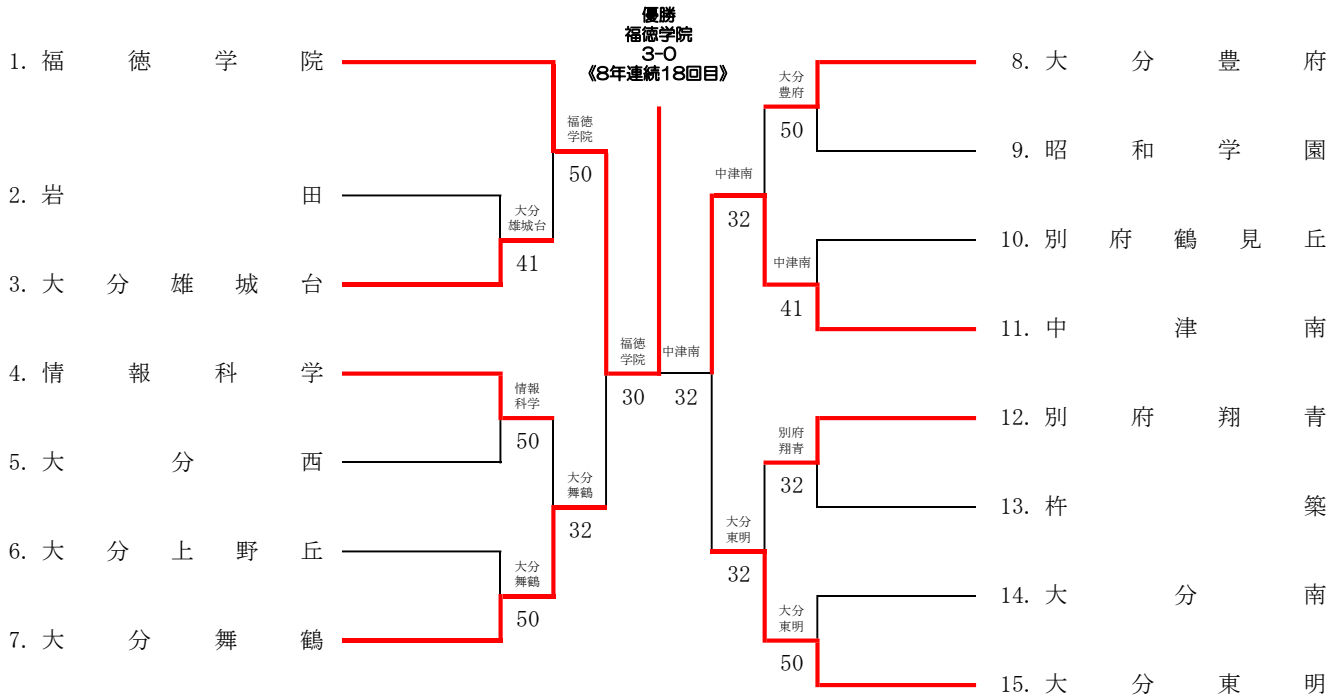 優勝
福徳学院
3-0
《8年連続18回目》
1. 福徳学院
2. 岩田
3. 大分雄城台
4. 情報科学
5. 大分西
6. 大分上野丘
7. 大分舞鶴
福徳
学院
50
大分
雄城台
41
情報
科学
50
大分
舞鶴
32
大分
舞鶴
50
福徳
学院
30
中津南
32
中津南
32
大分
豊府
50
中津南
41
別府
翔青
32
大分
東明
32
大分
東明
50
8. 大分豊府
9. 昭和学園
10. 別府鶴見丘
11. 中津南
12. 別府翔青
13. 杵築
14. 大分南
15. 大分東明